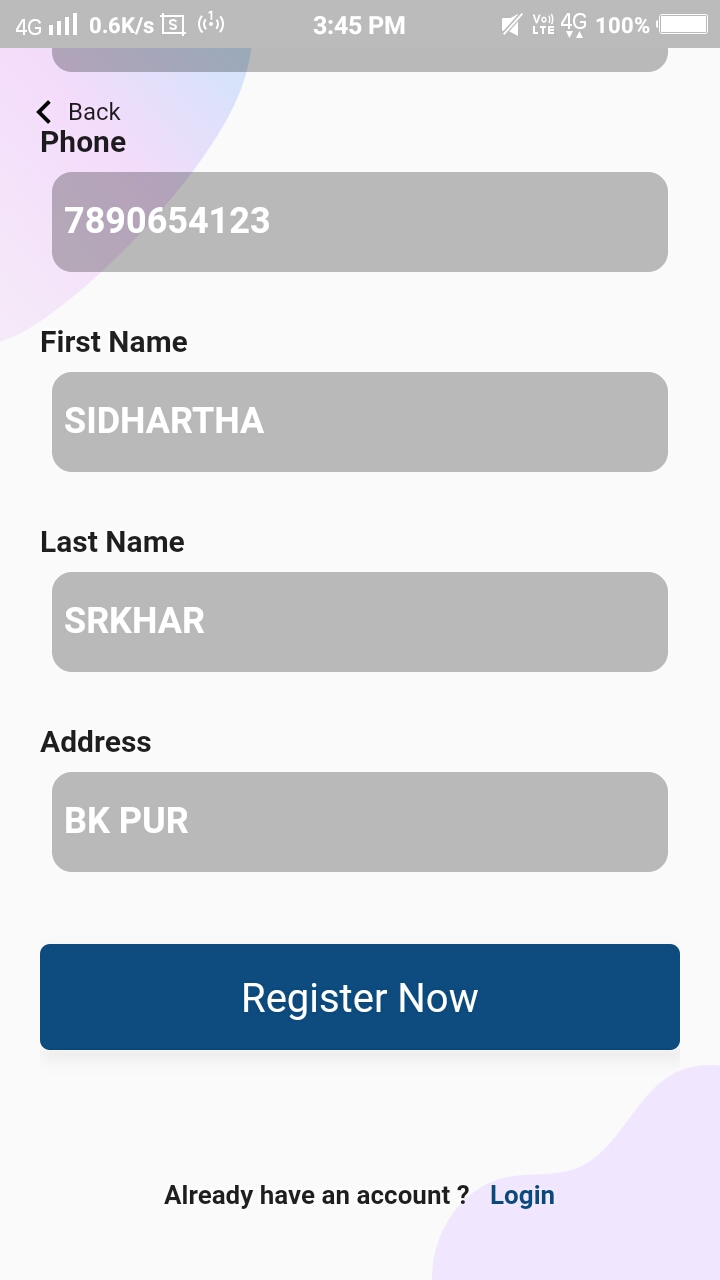 4G 0.6K/s S 1 3:45 PM Vo)) LTE 4G 100%
Back
Phone
7890654123
First Name
SIDHARTHA
Last Name
SRKHAR
Address
BK PUR
Register Now
Already have an account ? Login